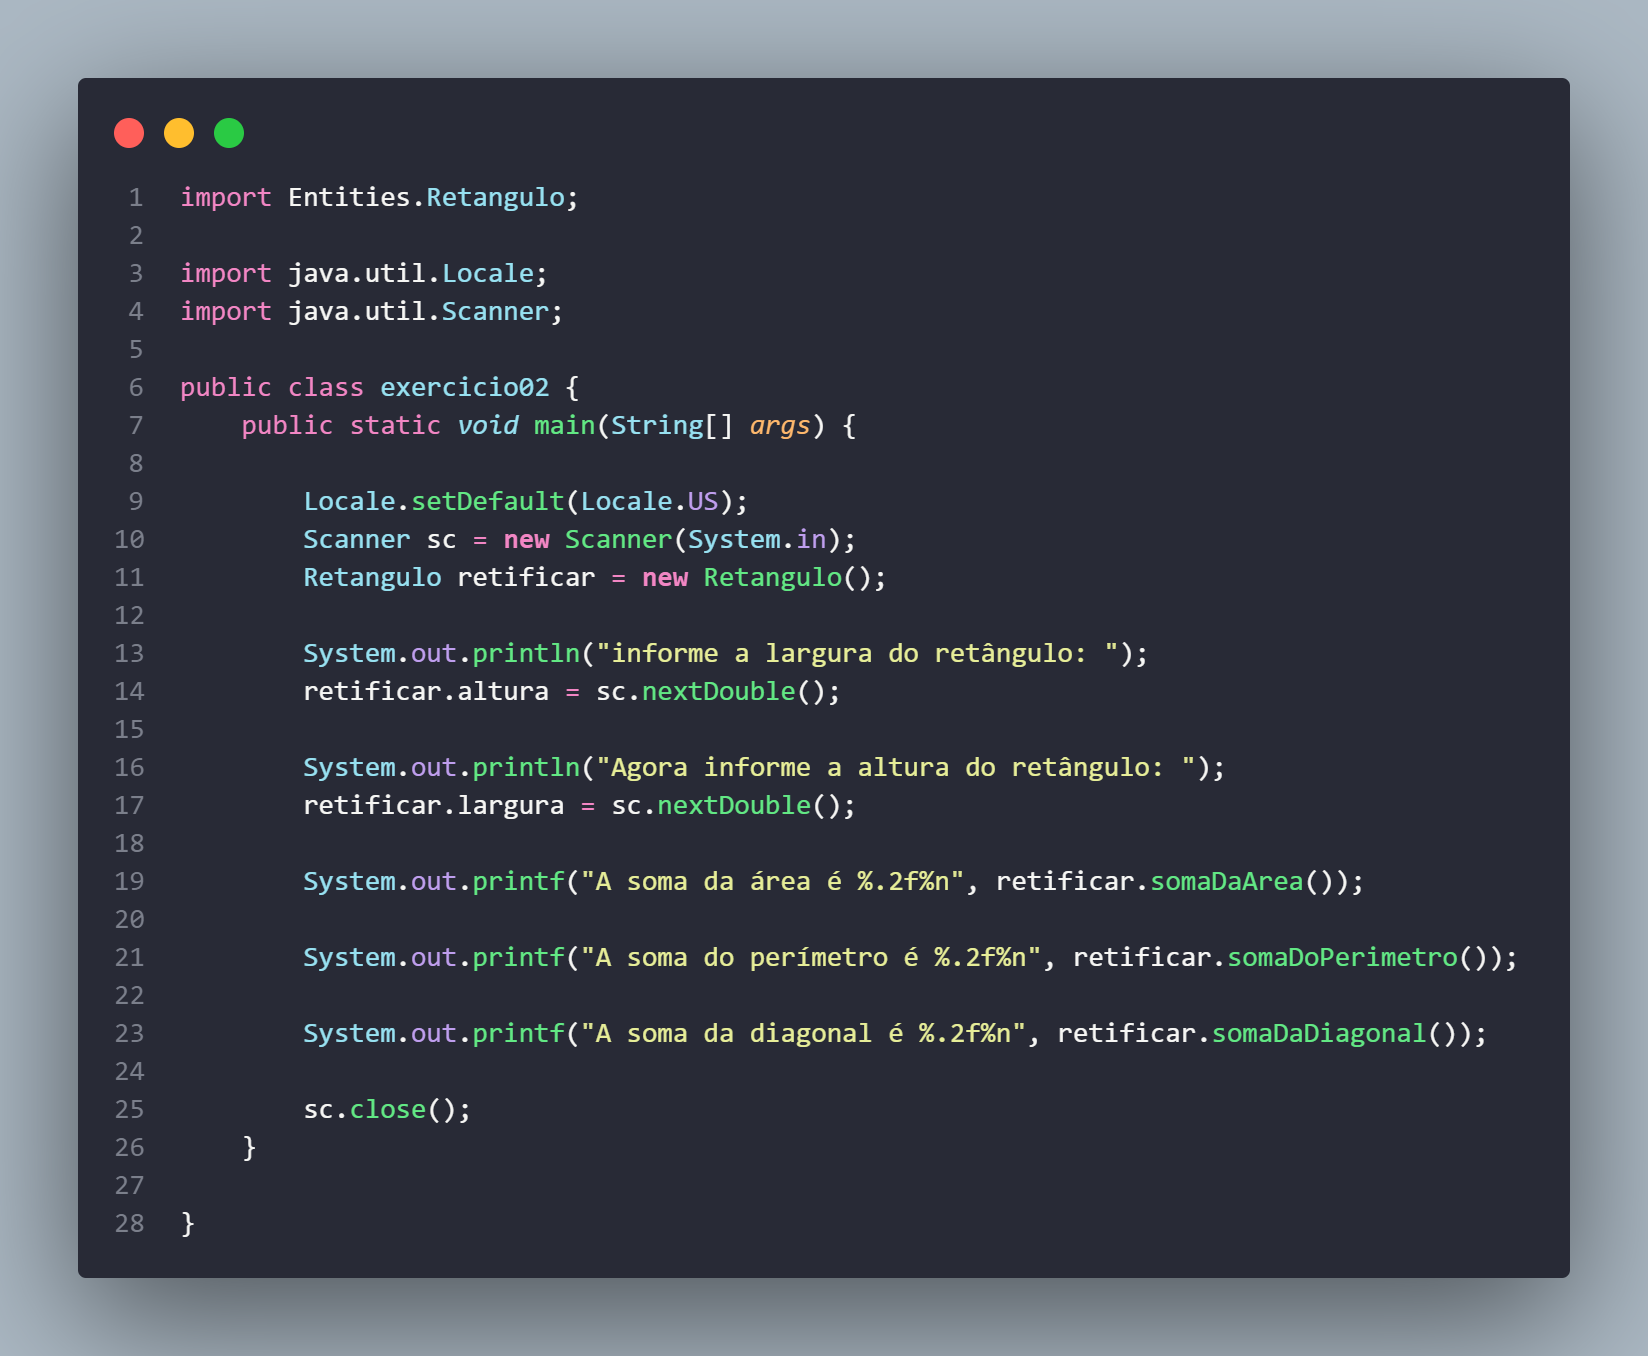 1 import Entities.Retangulo;
2
3 import java.util.Locale;
4 import java.util.Scanner;
5
6 public class exercicio02 {
7     public static void main(String[] args) {
8
9         Locale.setDefault(Locale.US);
10         Scanner sc = new Scanner(System.in);
11         Retangulo retificar = new Retangulo();
12
13         System.out.println("informe a largura do retângulo: ");
14         retificar.altura = sc.nextDouble();
15
16         System.out.println("Agora informe a altura do retângulo: ");
17         retificar.largura = sc.nextDouble();
18
19         System.out.printf("A soma da área é %.2f%n", retificar.somaDaArea());
20
21         System.out.printf("A soma do perímetro é %.2f%n", retificar.somaDoPerimetro());
22
23         System.out.printf("A soma da diagonal é %.2f%n", retificar.somaDaDiagonal());
24
25         sc.close();
26     }
27
28 }